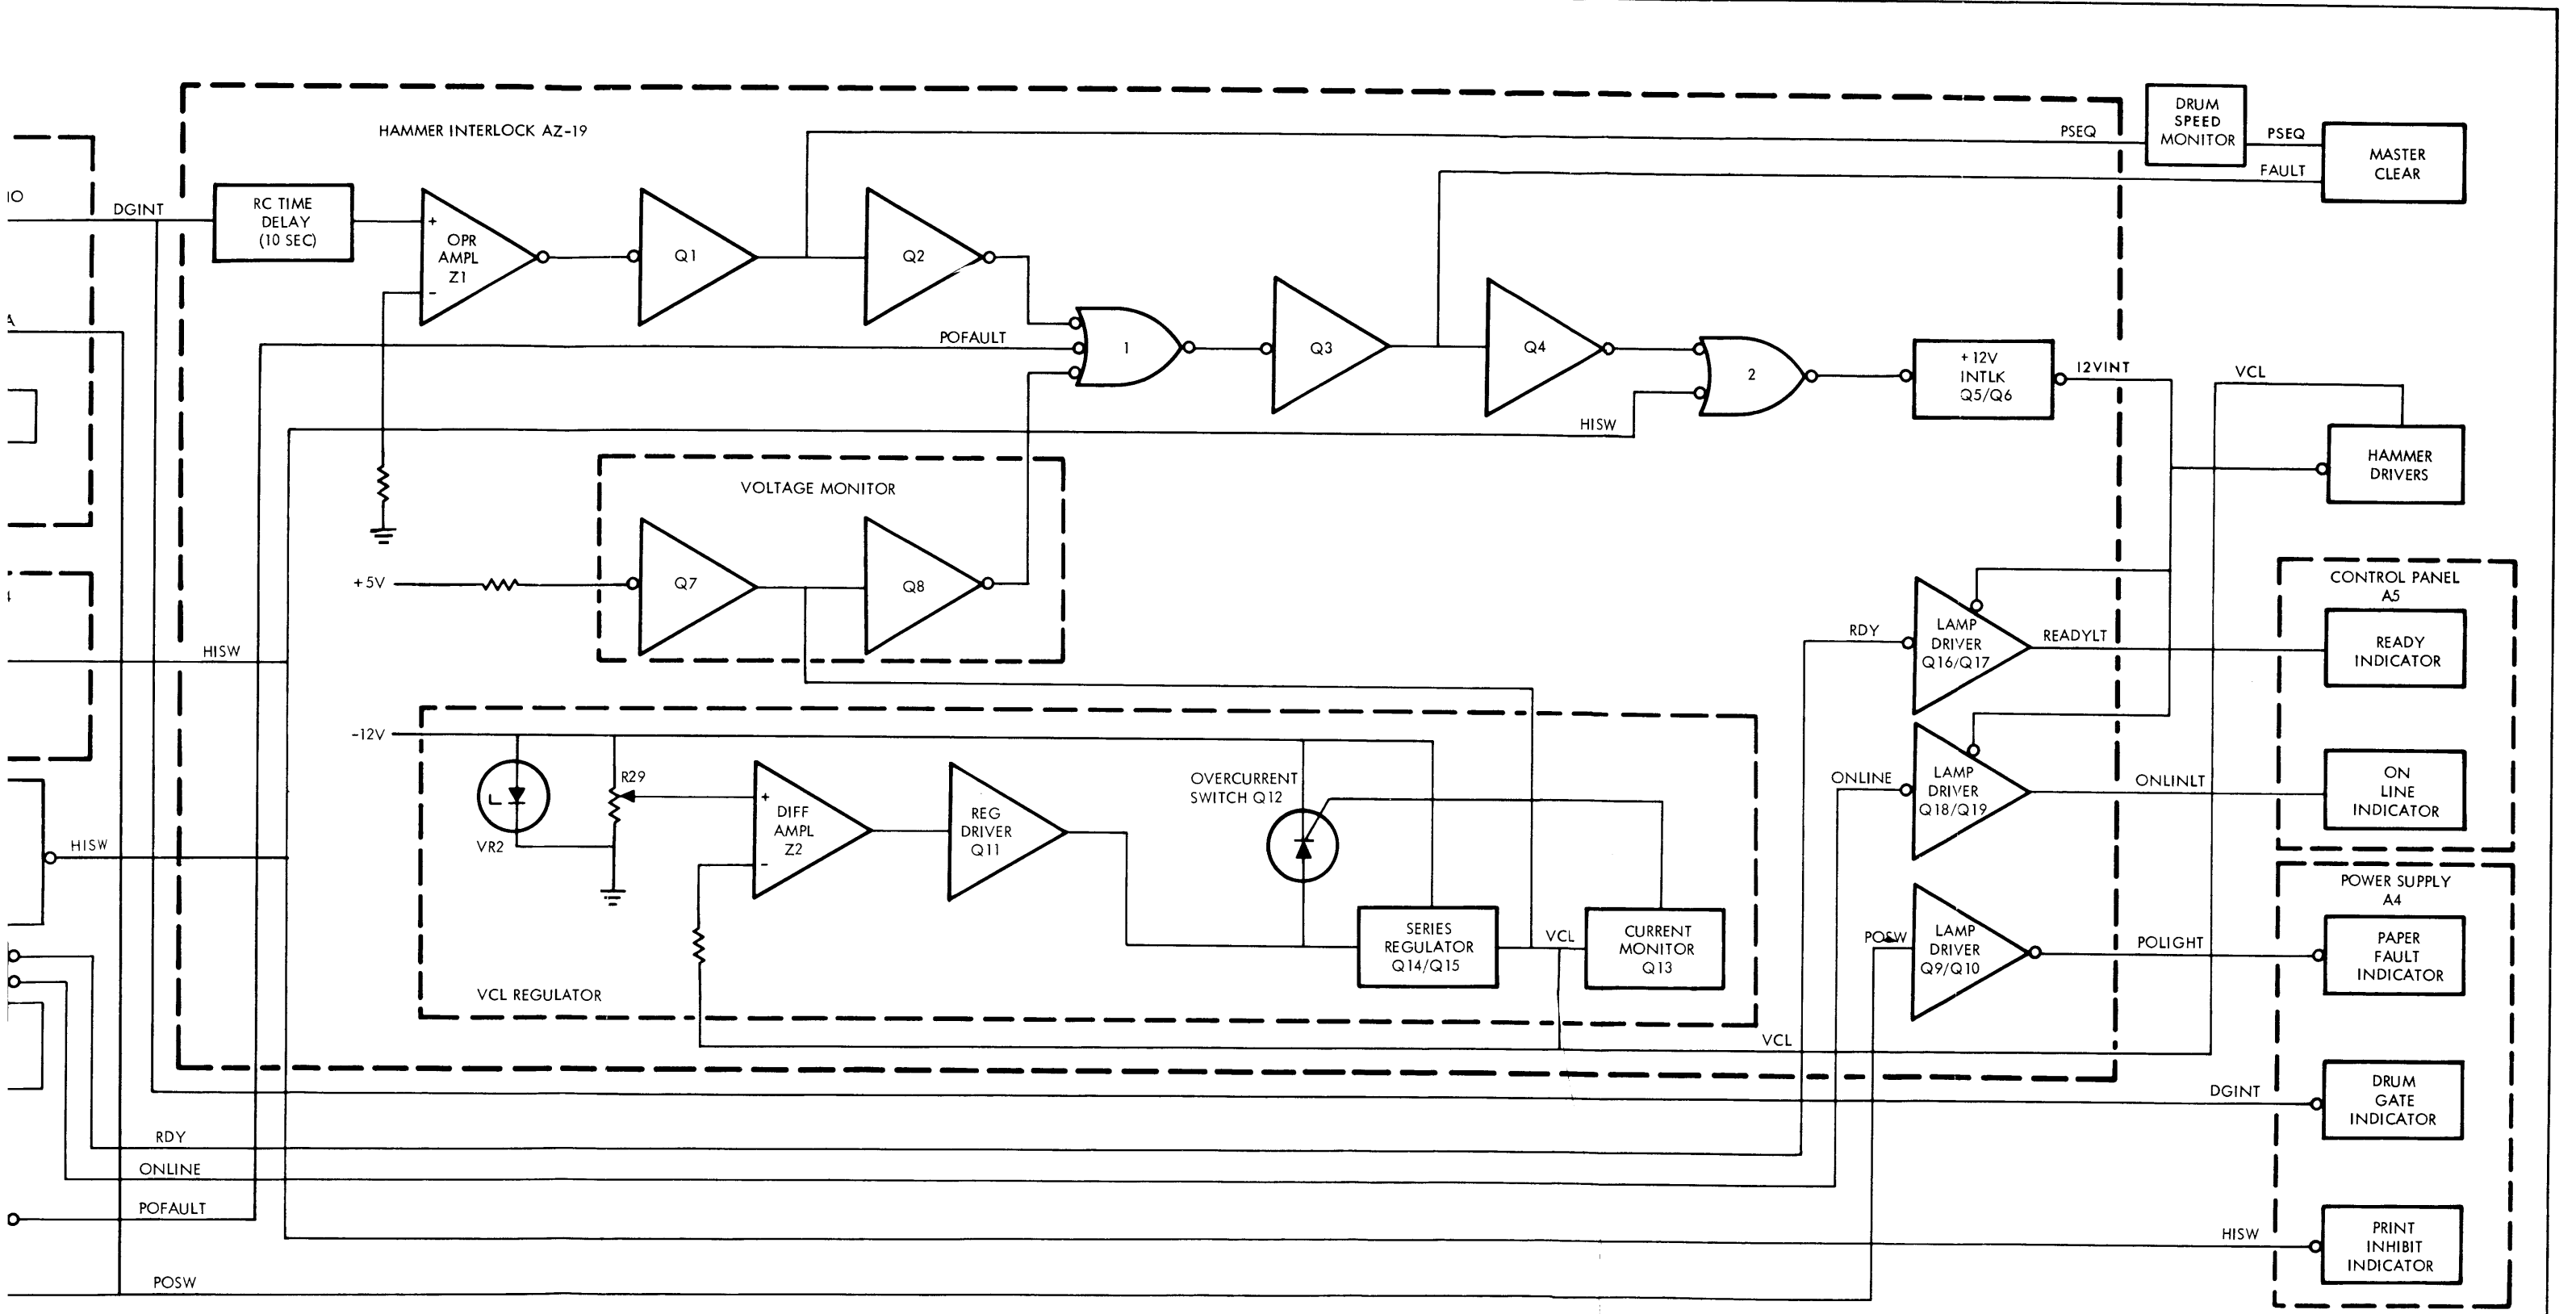 HAMMER INTERLOCK AZ-19
DRUM
SPEED
MONITOR
PSEQ
PSEQ
MASTER
CLEAR
FAULT
IO
DGINT
RC TIME
DELAY
(10 SEC)
+
OPR
AMPL
Z1
-
Q1
Q2
A
POFAULT
1
Q3
Q4
2
+12V
INTLK
Q5/Q6
12VINT
VCL
HISW
HAMMER
DRIVERS
VOLTAGE MONITOR
+5V
Q7
Q8
CONTROL PANEL
A5
4
HISW
RDY
LAMP
DRIVER
Q16/Q17
READYLT
READY
INDICATOR
-12V
R29
VR2
+
DIFF
AMPL
Z2
-
REG
DRIVER
Q11
OVERCURRENT
SWITCH Q12
ONLINE
LAMP
DRIVER
Q18/Q19
ONLINLT
ON
LINE
INDICATOR
HISW
POWER SUPPLY
A4
SERIES
REGULATOR
Q14/Q15
VCL
CURRENT
MONITOR
Q13
POSW
LAMP
DRIVER
Q9/Q10
POLIGHT
PAPER
FAULT
INDICATOR
VCL REGULATOR
VCL
DGINT
DRUM
GATE
INDICATOR
RDY
ONLINE
POFAULT
HISW
PRINT
INHIBIT
INDICATOR
POSW